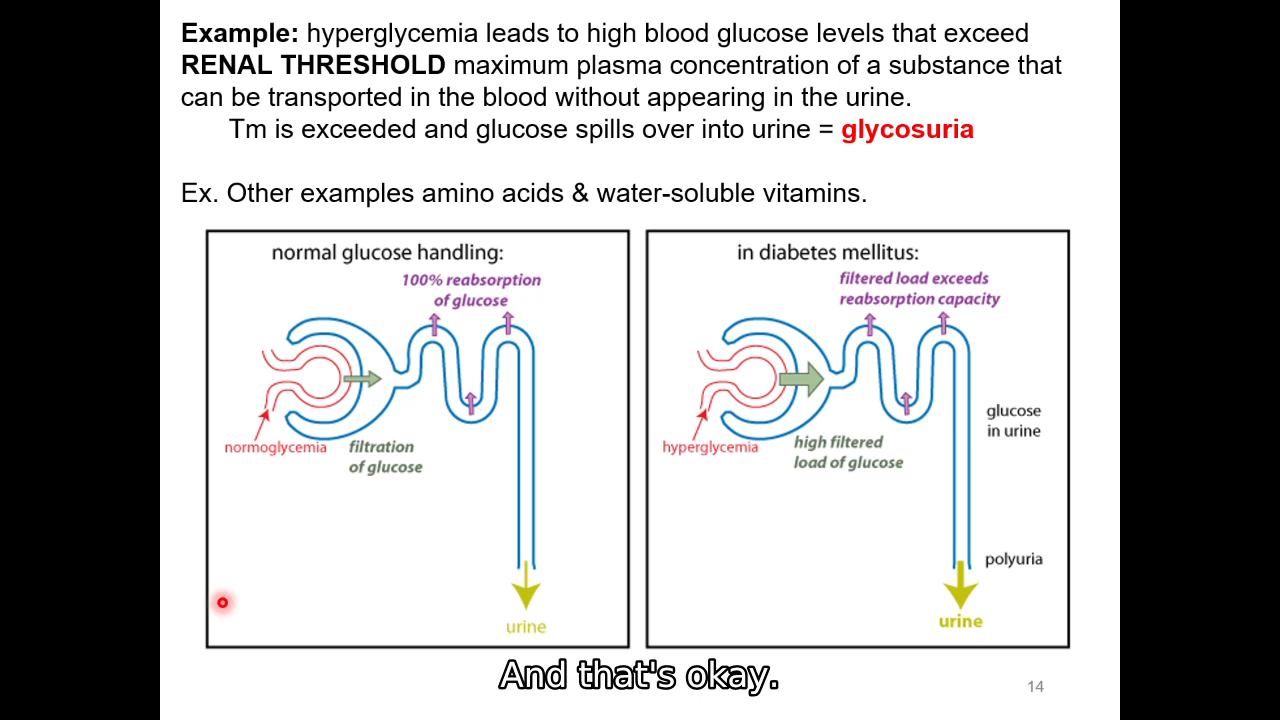 Example: hyperglycemia leads to high blood glucose levels that exceed
RENAL THRESHOLD maximum plasma concentration of a substance that
can be transported in the blood without appearing in the urine.
Tm is exceeded and glucose spills over into urine = glycosuria
Ex. Other examples amino acids & water-soluble vitamins.
normal glucose handling:
100% reabsorption
of glucose
normoglycemia
filtration
of glucose
urine
in diabetes mellitus:
filtered load exceeds
reabsorption capacity
hyperglycemia
high filtered
load of glucose
glucose
in urine
polyuria
urine
And that's okay.
14